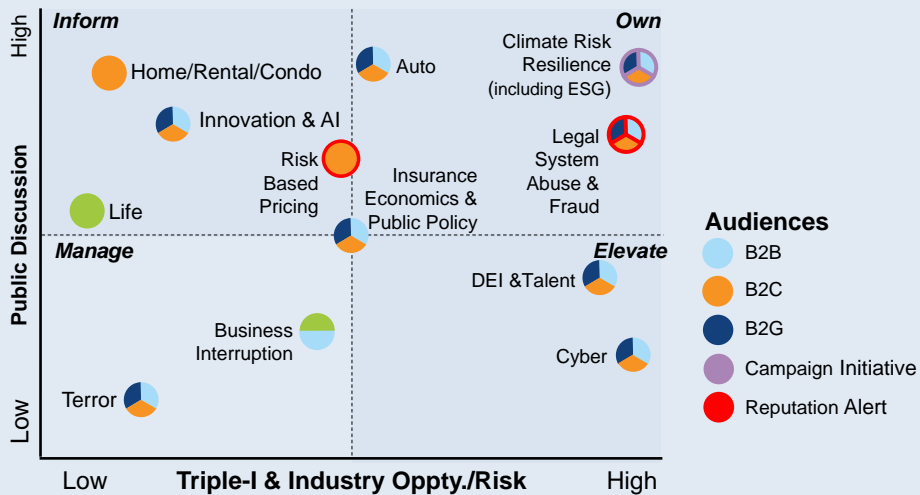 High
Inform
Own
Home/Rental/Condo
Auto
Climate Risk
Resilience
(including ESG)
Innovation & AI
Risk
Based
Pricing
Insurance
Economics &
Public Policy
Legal
System
Abuse &
Fraud
Life
Public Discussion
Manage
Elevate
DEI &Talent
Business
Interruption
Cyber
Terror
Low
Low
Triple-I & Industry Oppty./Risk
High
Audiences
B2B
B2C
B2G
Campaign Initiative
Reputation Alert